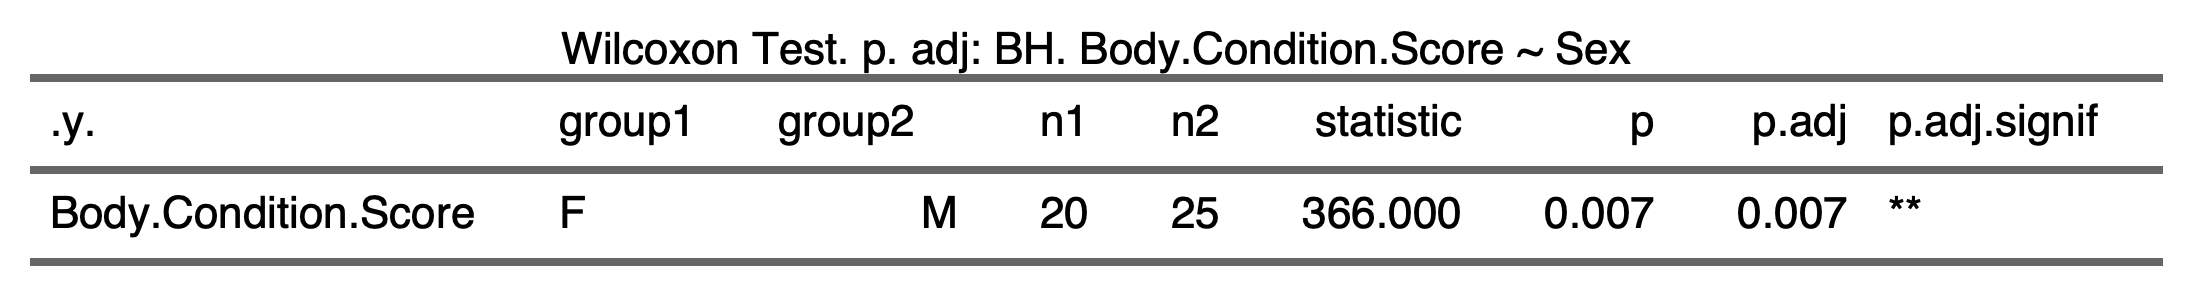 Wilcoxon Test. p. adj: BH. Body.Condition.Score ~ Sex
.y. group1 group2 n1 n2 statistic p p.adj p.adj.signif
Body.Condition.Score F M 20 25 366.000 0.007 0.007 **